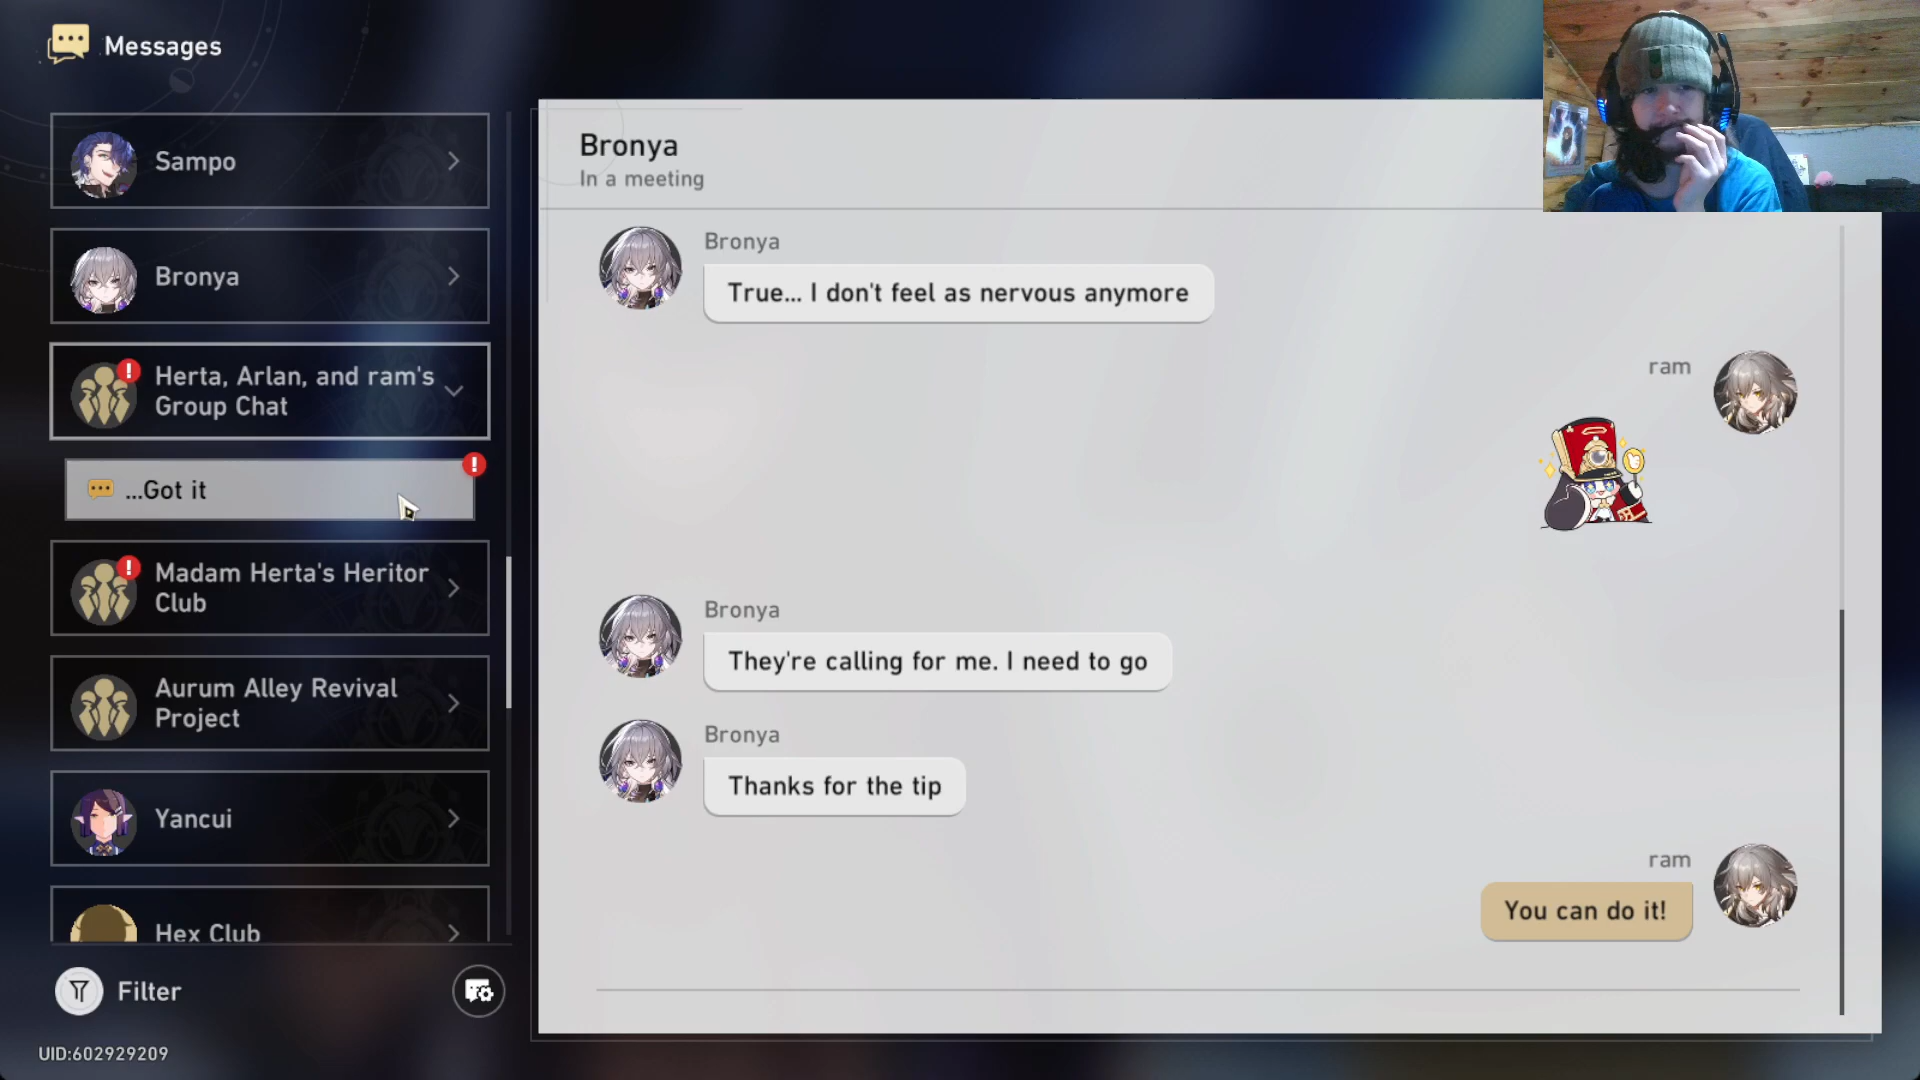 Messages
Sampo
Bronya
Herta, Arlan, and ram's
Group Chat
...Got it
Madam Herta's Heritor
Club
Aurum Alley Revival
Project
Yancui
Hex Club
Filter
UID:602929209
Bronya
In a meeting
Bronya
True... I don't feel as nervous anymore
ram
Bronya
They're calling for me. I need to go
Bronya
Thanks for the tip
ram
You can do it!